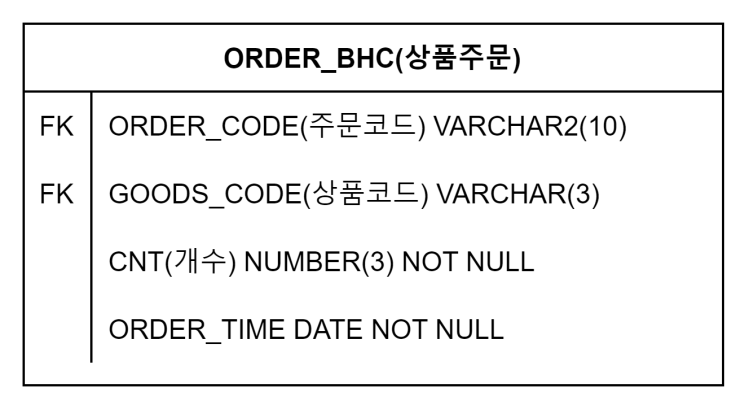 ORDER_BHC(상품주문)
FK ORDER_CODE(주문코드) VARCHAR2(10)
FK GOODS_CODE(상품코드) VARCHAR(3)
CNT(개수) NUMBER(3) NOT NULL
ORDER_TIME DATE NOT NULL